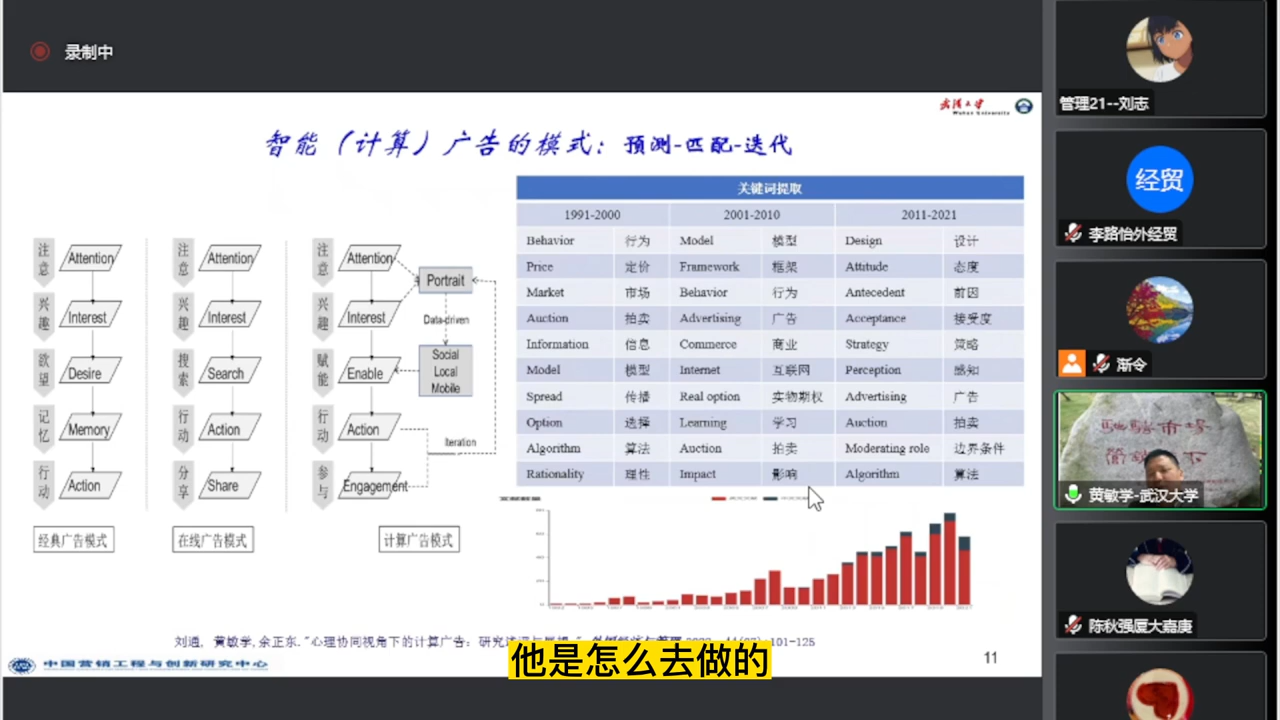 录制中
武汉大学
Wuhan University
智能（计算）广告的模式：预测-匹配-迭代
注意 Attention
兴趣 Interest
欲望 Desire
记忆 Memory
行动 Action
经典广告模式
注意 Attention
兴趣 Interest
搜索 Search
行动 Action
分享 Share
在线广告模式
注意 Attention
兴趣 Interest
赋能 Enable
行动 Action
参与 Engagement
Portrait
Data-driven
Social
Local
Mobile
Iteration
计算广告模式
关键词提取
1991-2000 2001-2010 2011-2021
Behavior 行为 Model 模型 Design 设计
Price 定价 Framework 框架 Attitude 态度
Market 市场 Behavior 行为 Antecedent 前因
Auction 拍卖 Advertising 广告 Acceptance 接受度
Information 信息 Commerce 商业 Strategy 策略
Model 模型 Internet 互联网 Perception 感知
Spread 传播 Real option 实物期权 Advertising 广告
Option 选择 Learning 学习 Auction 拍卖
Algorithm 算法 Auction 拍卖 Moderating role 边界条件
Rationality 理性 Impact 影响 Algorithm 算法
刘通, 黄敏学,余正东."心理协同视角下的计算广告：研究
101-125
他是怎么去做的
中国营销工程与创新研究中心
11
管理21--刘志
经贸
李路怡外经贸
渐令
黄敏学-武汉大学
陈秋强厦大嘉庚